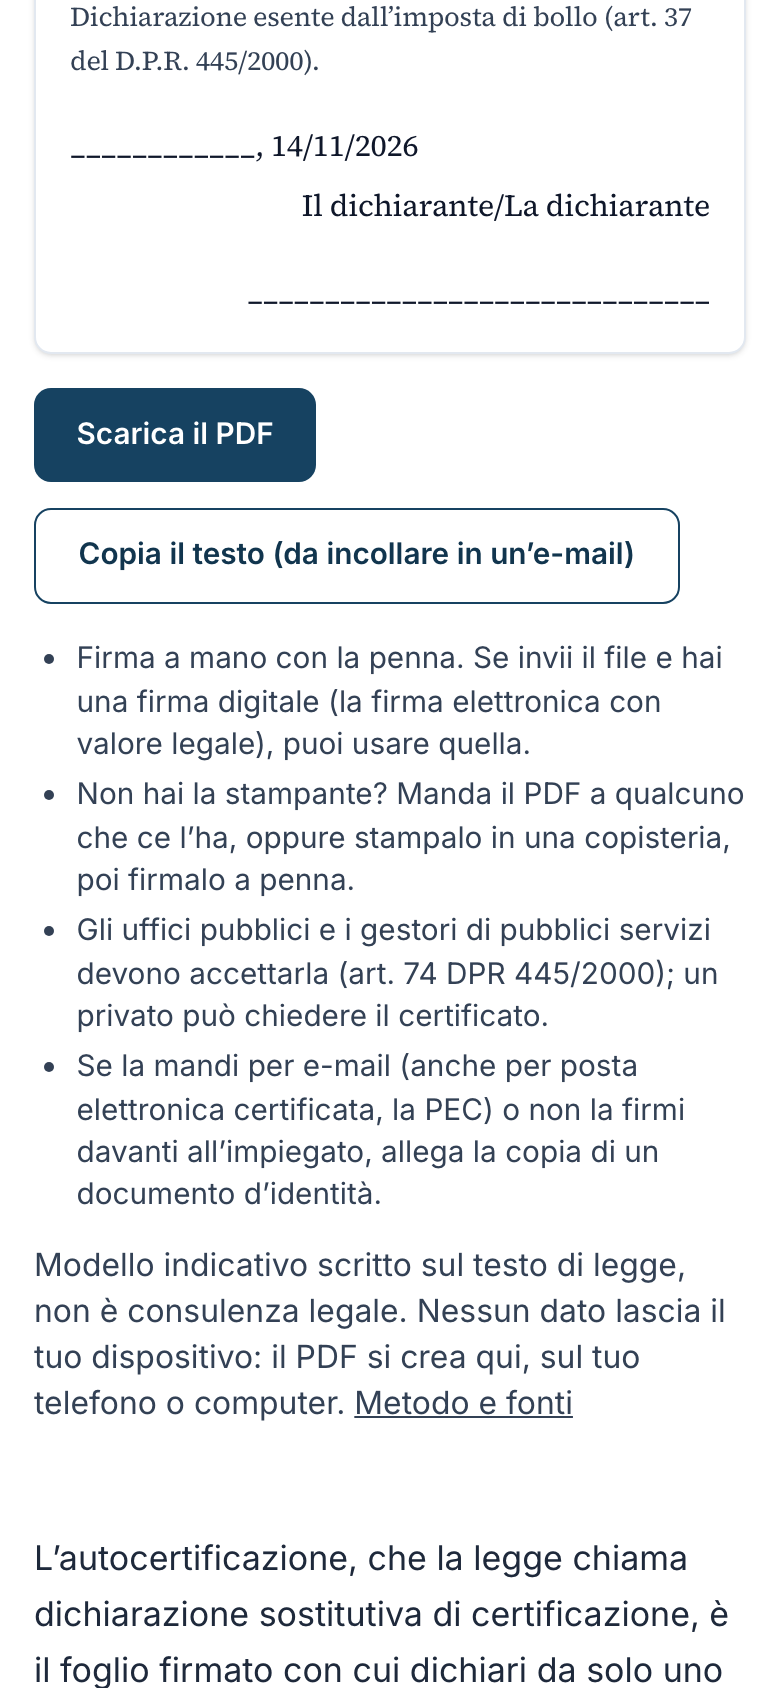 Dichiarazione esente dall’imposta di bollo (art. 37
del D.P.R. 445/2000).
____________, 14/11/2026
Il dichiarante/La dichiarante
______________________________
Scarica il PDF
Copia il testo (da incollare in un’e-mail)
• Firma a mano con la penna. Se invii il file e hai
una firma digitale (la firma elettronica con
valore legale), puoi usare quella.
• Non hai la stampante? Manda il PDF a qualcuno
che ce l’ha, oppure stampalo in una copisteria,
poi firmalo a penna.
• Gli uffici pubblici e i gestori di pubblici servizi
devono accettarla (art. 74 DPR 445/2000); un
privato può chiedere il certificato.
• Se la mandi per e-mail (anche per posta
elettronica certificata, la PEC) o non la firmi
davanti all’impiegato, allega la copia di un
documento d’identità.
Modello indicativo scritto sul testo di legge,
non è consulenza legale. Nessun dato lascia il
tuo dispositivo: il PDF si crea qui, sul tuo
telefono o computer. Metodo e fonti
L’autocertificazione, che la legge chiama
dichiarazione sostitutiva di certificazione, è
il foglio firmato con cui dichiari da solo uno